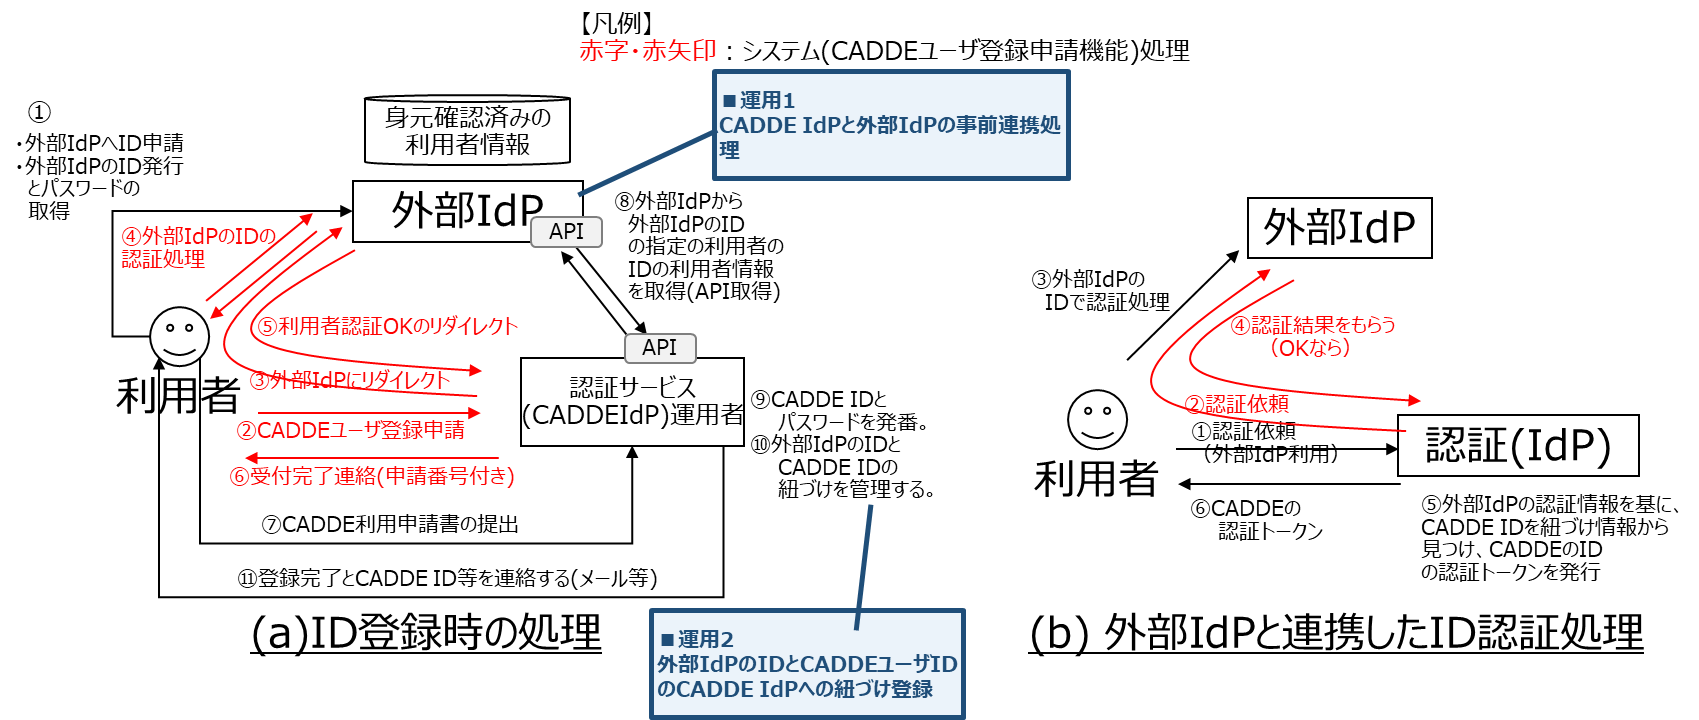 【凡例】
赤字・赤矢印：システム(CADDEユーザ登録申請機能)処理
■運用1
CADDE IdPと外部IdPの事前連携処
理
①
・外部IdPへID申請
・外部IdPのID発行
とパスワードの
取得
身元確認済みの
利用者情報
外部IdP
API
④外部IdPのIDの
認証処理
⑧外部IdPから
外部IdPのID
の指定の利用者の
IDの利用者情報
を取得(API取得)
⑤利用者認証OKのリダイレクト
API
利用者
③外部IdPにリダイレクト
認証サービス
(CADDEIdP)運用者
②CADDEユーザ登録申請
⑥受付完了連絡(申請番号付き)
⑨CADDE IDと
パスワードを発番。
⑩外部IdPのIDと
CADDE IDの
紐づけを管理する。
⑦CADDE利用申請書の提出
⑪登録完了とCADDE ID等を連絡する(メール等)
(a)ID登録時の処理
■運用2
外部IdPのIDとCADDEユーザID
のCADDE IdPへの紐づけ登録
外部IdP
③外部IdPの
IDで認証処理
④認証結果をもらう
（OKなら）
②認証依頼
①認証依頼
（外部IdP利用）
利用者
認証(IdP)
⑥CADDEの
認証トークン
⑤外部IdPの認証情報を基に、
CADDE IDを紐づけ情報から
見つけ、CADDEのID
の認証トークンを発行
(b) 外部IdPと連携したID認証処理